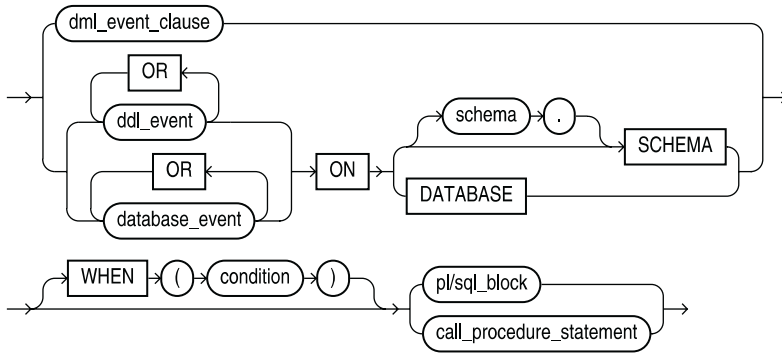 dml_event_clause
OR
ddl_event
OR
database_event
ON
schema .
SCHEMA
DATABASE
WHEN ( condition )
pl/sql_block
call_procedure_statement